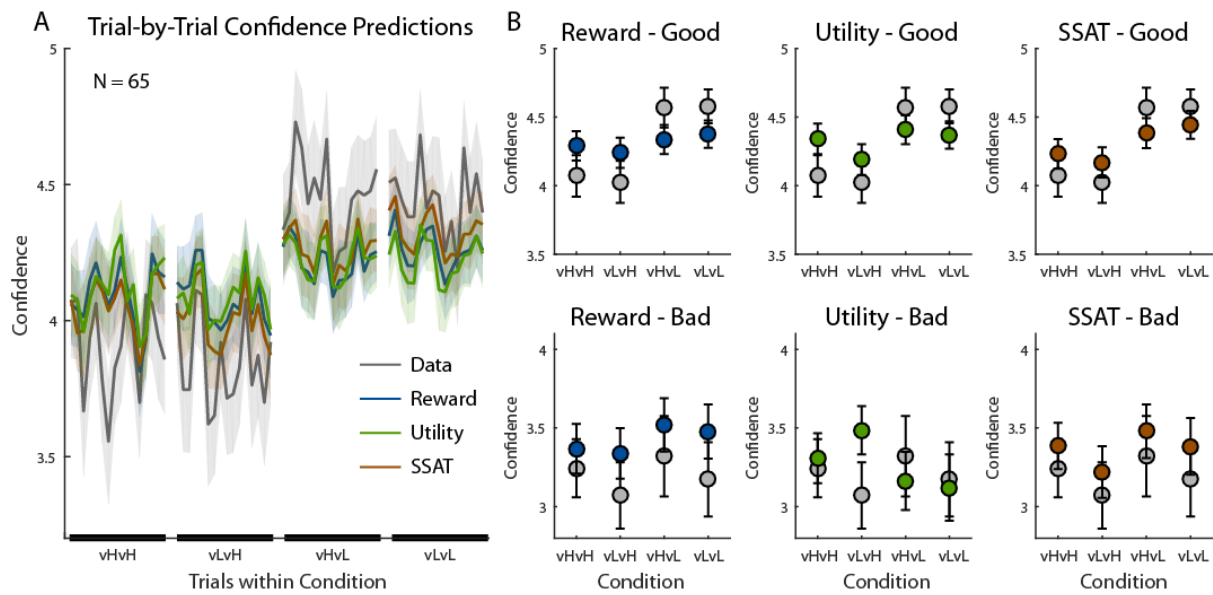 A
Trial-by-Trial Confidence Predictions
5
4.5
4
3.5
Confidence
N = 65
Data
Reward
Utility
SSAT
vHvH
vLvH
vHvL
vLvL
Trials within Condition
B
Reward - Good
5
4.5
4
3.5
Confidence
vHvH
vLvH
vHvL
vLvL
Utility - Good
5
4.5
4
3.5
Confidence
vHvH
vLvH
vHvL
vLvL
SSAT - Good
5
4.5
4
3.5
Confidence
vHvH
vLvH
vHvL
vLvL
Reward - Bad
4
3.5
3
Confidence
vHvH
vLvH
vHvL
vLvL
Condition
Utility - Bad
4
3.5
3
Confidence
vHvH
vLvH
vHvL
vLvL
Condition
SSAT - Bad
4
3.5
3
Confidence
vHvH
vLvH
vHvL
vLvL
Condition